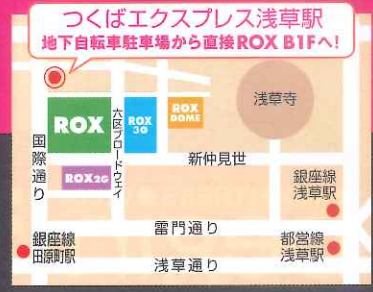 つくばエクスプレス浅草駅
地下自転車駐車場から直接ROX B1Fへ!
ROX
六区ブロードウェイ
ROX
3G
ROX
DOME
浅草寺
国際通り
ROX2G
新仲見世
銀座線
浅草駅
雷門通り
銀座線
田原町駅
都営線
浅草駅
浅草通り